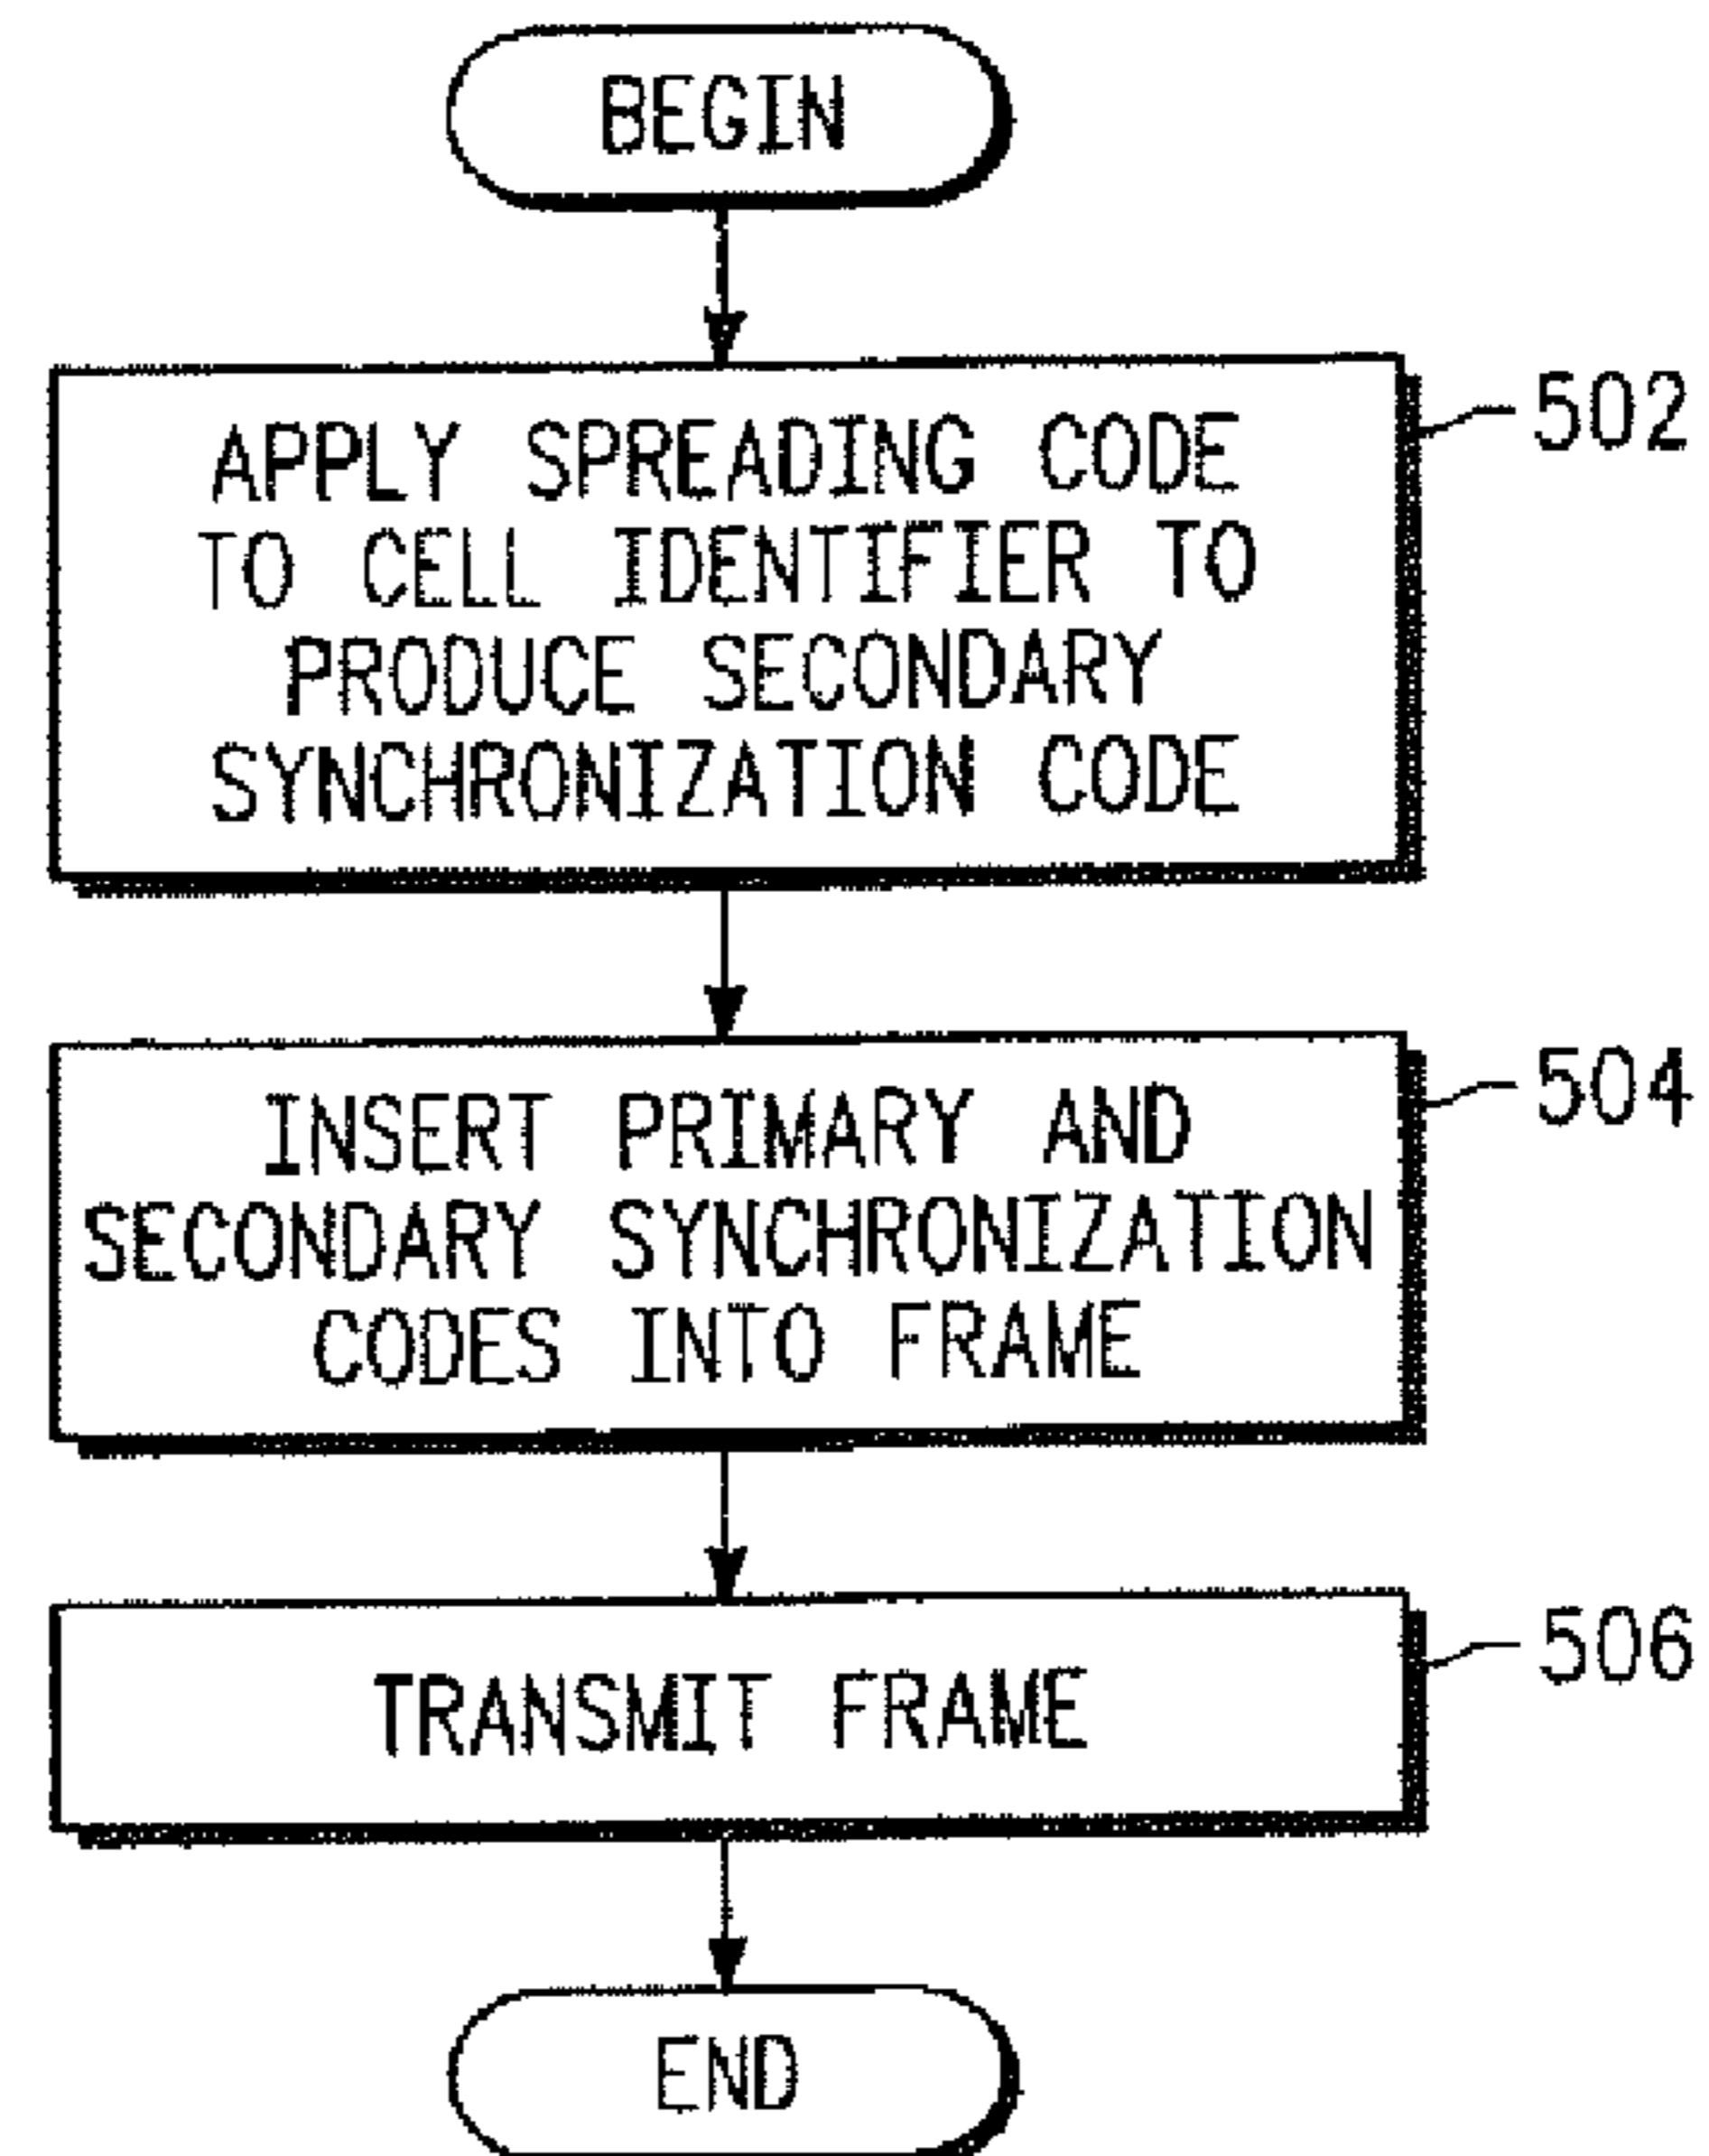 BEGIN
APPLY SPREADING CODE
TO CELL IDENTIFIER TO
PRODUCE SECONDARY
SYNCHRONIZATION CODE
502
INSERT PRIMARY AND
SECONDARY SYNCHRONIZATION
CODES INTO FRAME
504
TRANSMIT FRAME
506
END